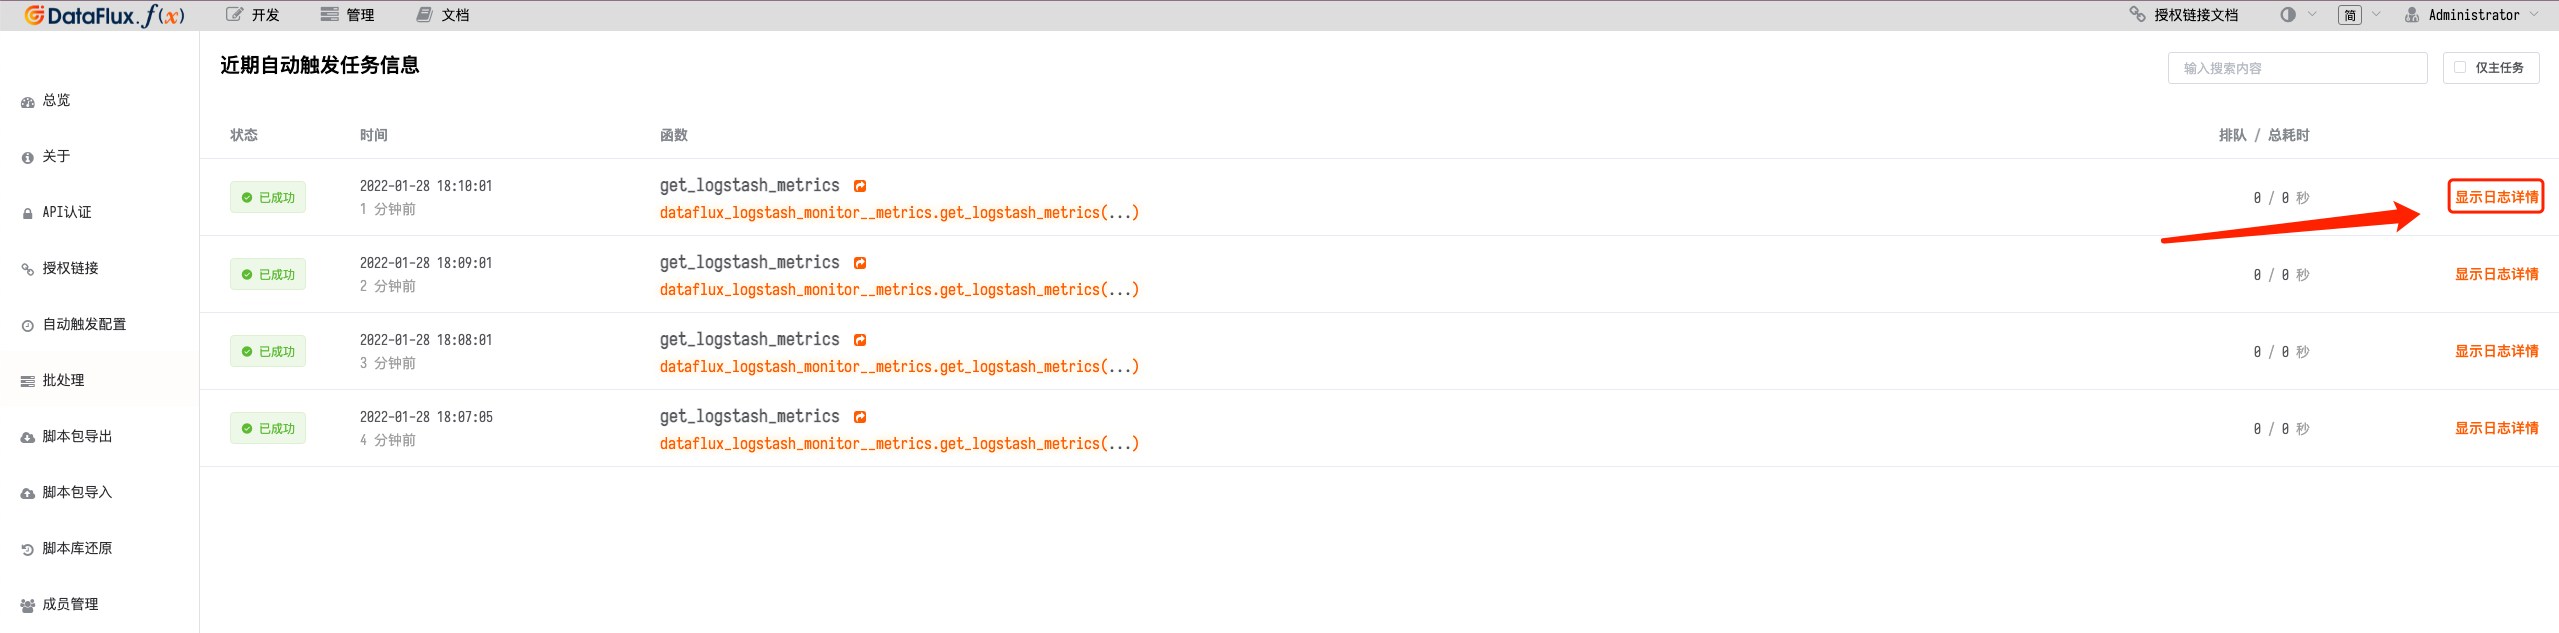 DataFlux.f(x)
开发
管理
文档
授权链接文档
简
Administrator
总览
关于
API认证
授权链接
自动触发配置
批处理
脚本包导出
脚本包导入
脚本库还原
成员管理
近期自动触发任务信息
输入搜索内容
仅主任务
状态 时间 函数 排队 / 总耗时
已成功
2022-01-28 18:10:01
1 分钟前
get_logstash_metrics
dataflux_logstash_monitor__metrics.get_logstash_metrics(...)
0 / 0 秒
显示日志详情
已成功
2022-01-28 18:09:01
2 分钟前
get_logstash_metrics
dataflux_logstash_monitor__metrics.get_logstash_metrics(...)
0 / 0 秒
显示日志详情
已成功
2022-01-28 18:08:01
3 分钟前
get_logstash_metrics
dataflux_logstash_monitor__metrics.get_logstash_metrics(...)
0 / 0 秒
显示日志详情
已成功
2022-01-28 18:07:05
4 分钟前
get_logstash_metrics
dataflux_logstash_monitor__metrics.get_logstash_metrics(...)
0 / 0 秒
显示日志详情